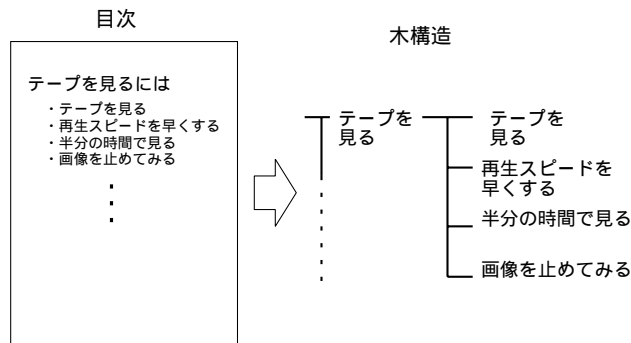 目次
テープを見るには
・テープを見る
・再生スピードを早くする
・半分の時間で見る
・画像を止めてみる
木構造
テープを
見る
テープを
見る
再生スピードを
早くする
半分の時間で見る
画像を止めてみる